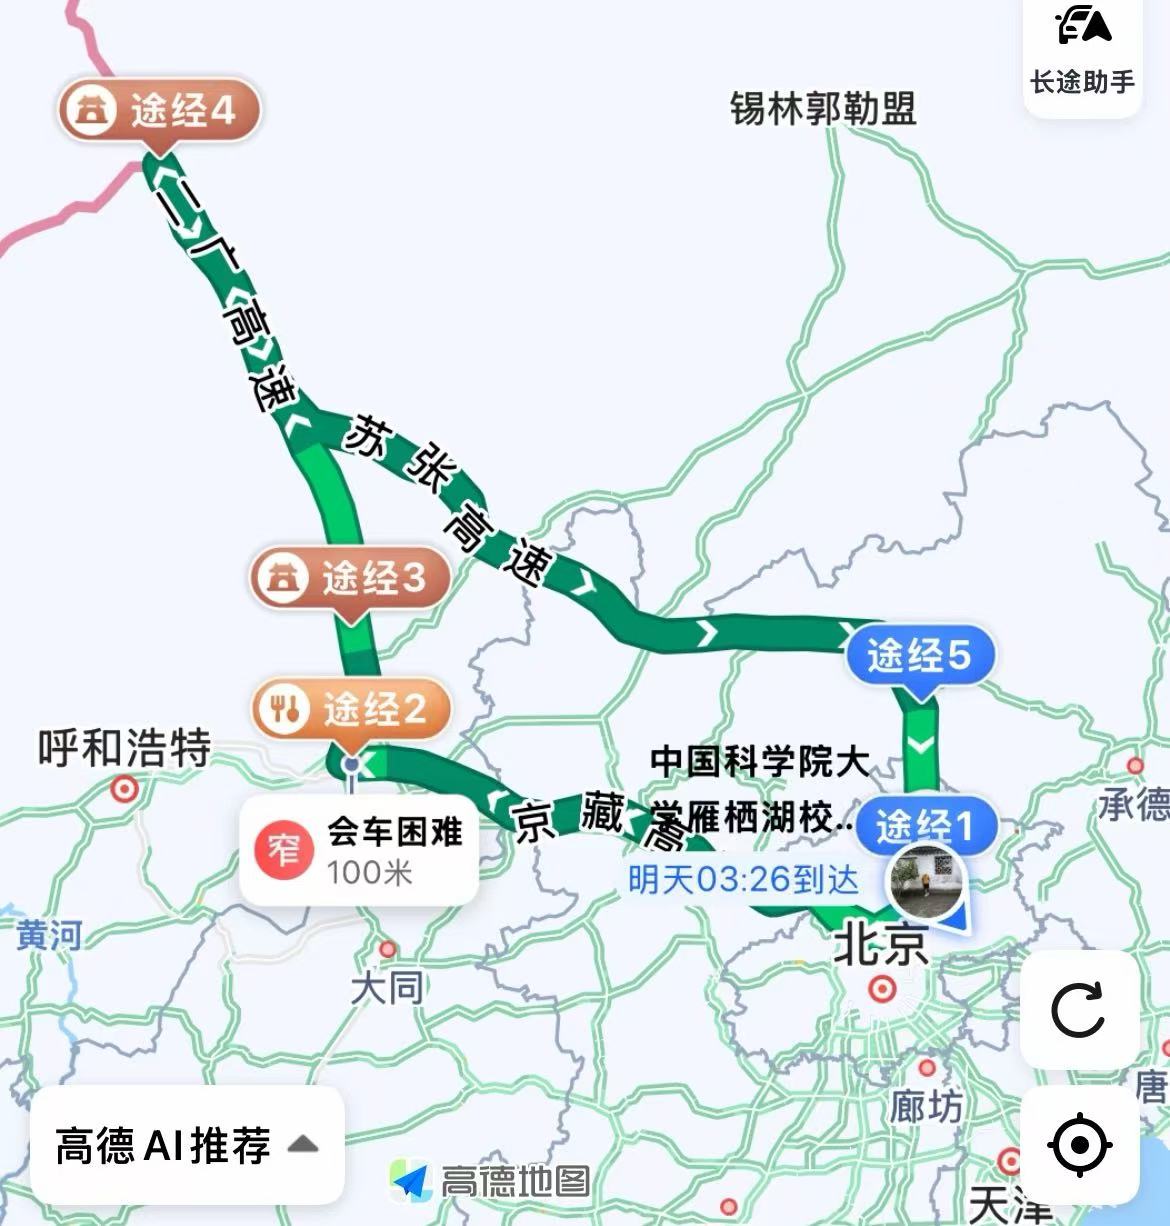 长途助手
途经4
锡林郭勒盟
二广高速
苏张高速
途经3
途经5
途经2
呼和浩特
中国科学院大
学雁栖湖校...
承德
途经1
窄
会车困难
100米
京藏高
明天03:26到达
黄河
北京
大同
唐
廊坊
高德AI推荐
高德地图
天津